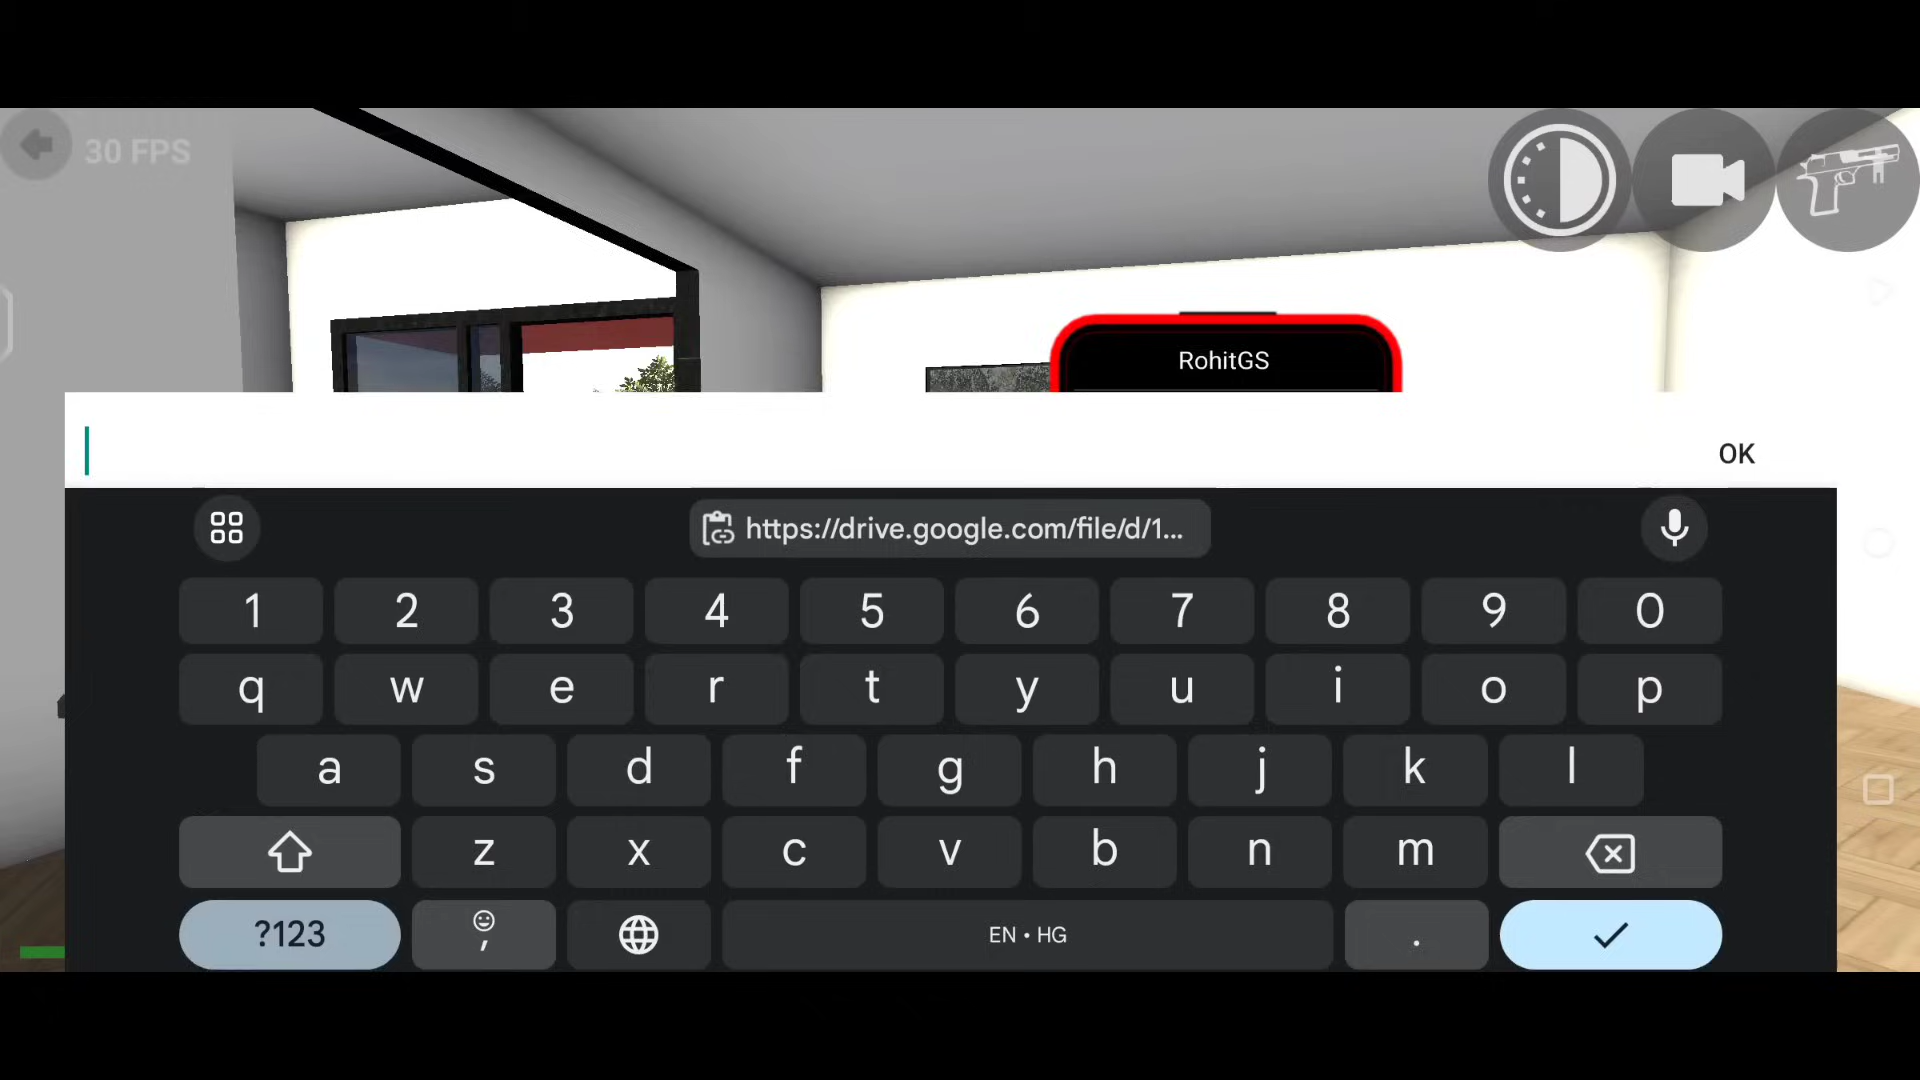 30 FPS
RohitGS
OK
https://drive.google.com/file/d/1...
1 2 3 4 5 6 7 8 9 0
q w e r t y u i o p
a s d f g h j k l
z x c v b n m
?123 , EN • HG .